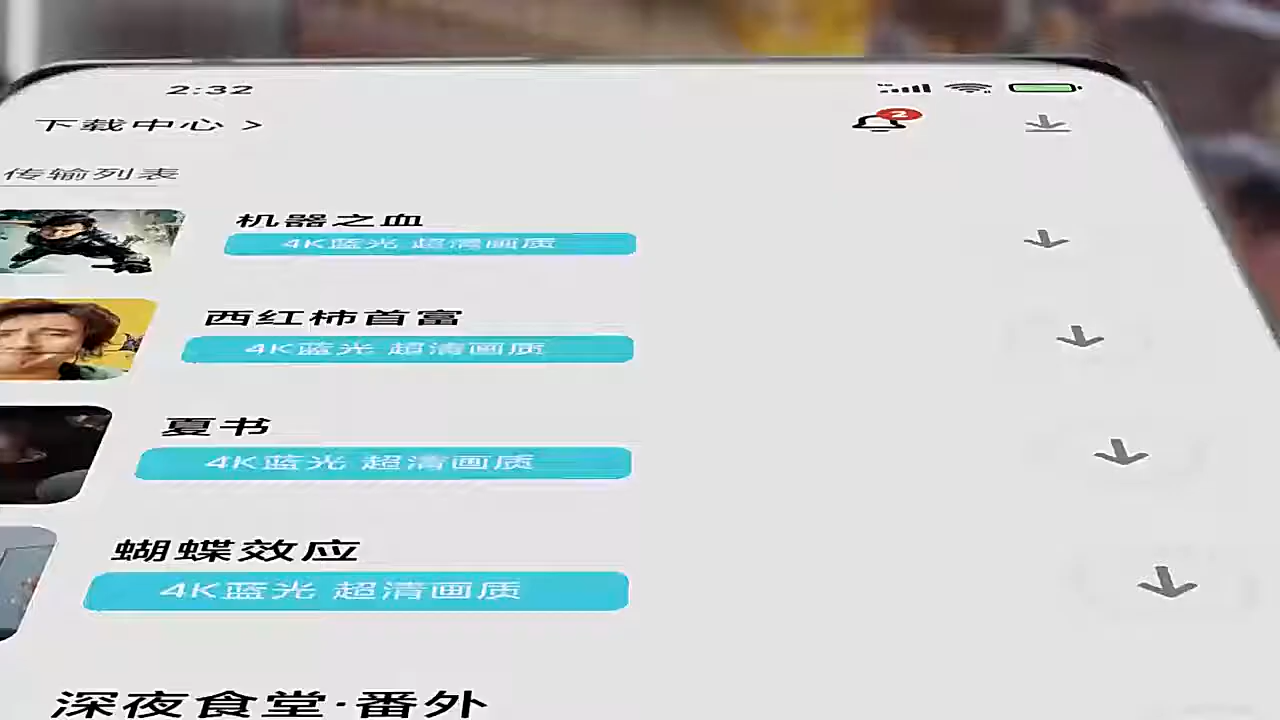 2:32
下载中心 >
2
传输列表
机器之血
4K蓝光 超清画质
西红柿首富
4K蓝光 超清画质
夏书
4K蓝光 超清画质
蝴蝶效应
4K蓝光 超清画质
深夜食堂·番外